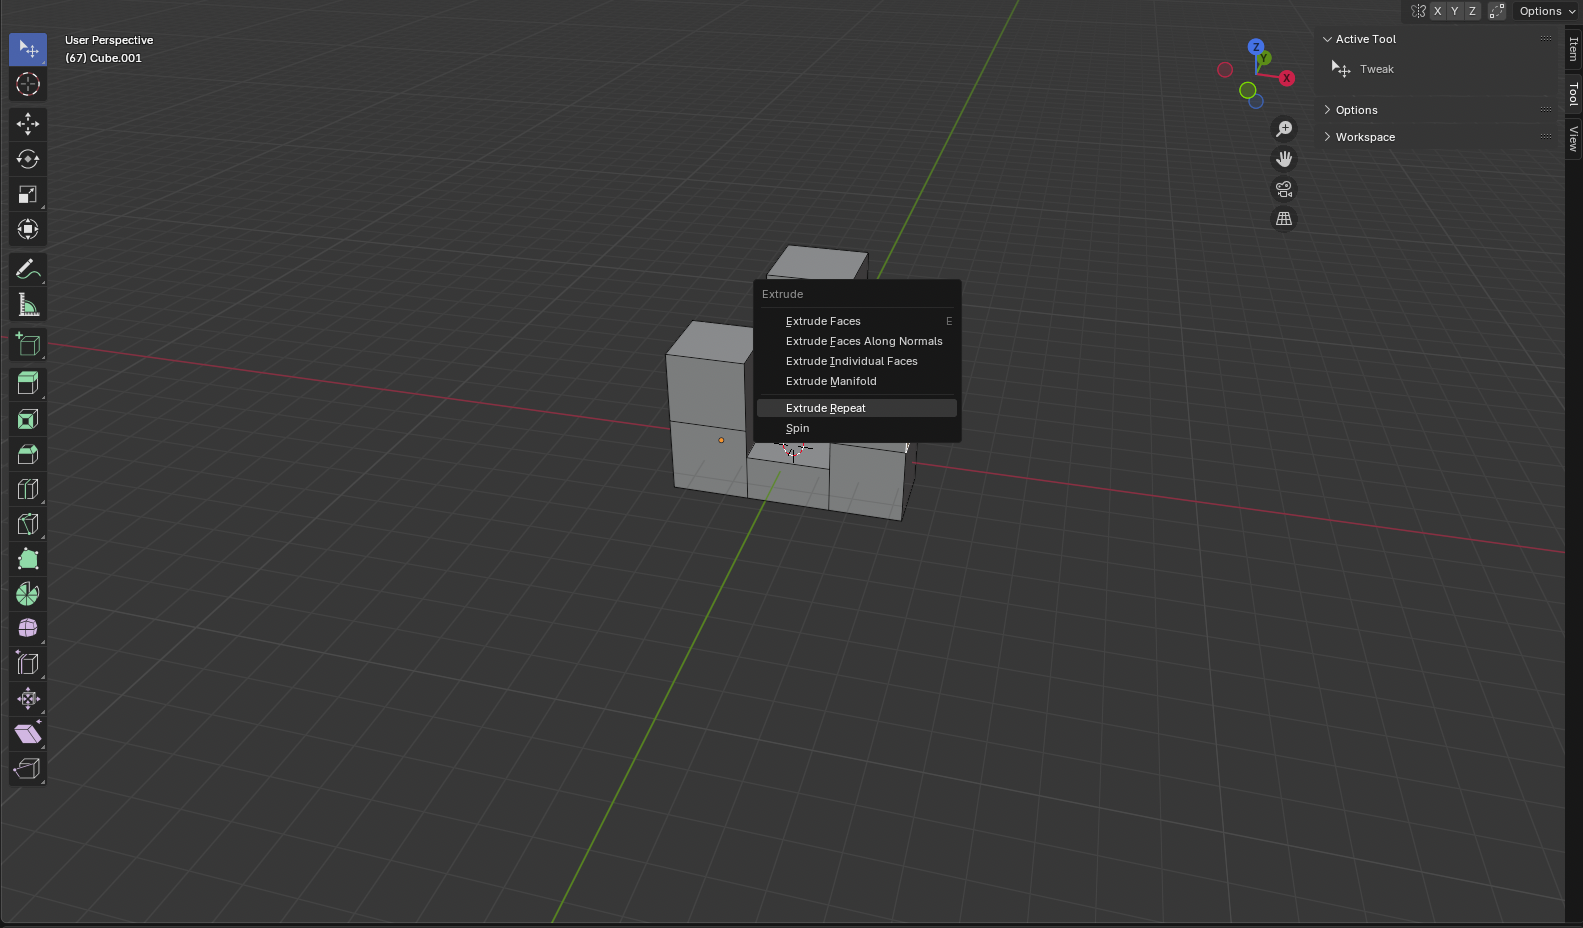 X Y Z Options
User Perspective
(67) Cube.001
Z
Y
X
Active Tool
Tweak
Options
Workspace
Item
Tool
View
Extrude
Extrude Faces E
Extrude Faces Along Normals
Extrude Individual Faces
Extrude Manifold
Extrude Repeat
Spin